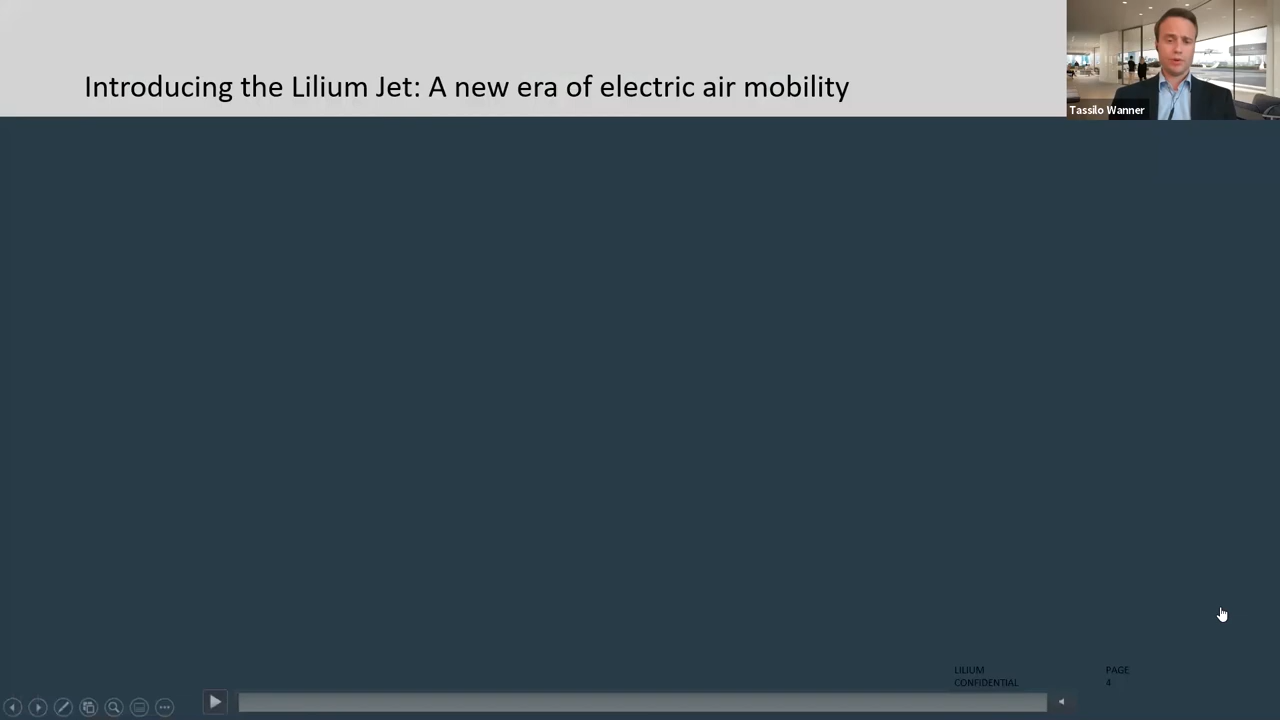 Introducing the Lilium Jet: A new era of electric air mobility
Tassilo Wanner
LILIUM
CONFIDENTIAL
PAGE
4